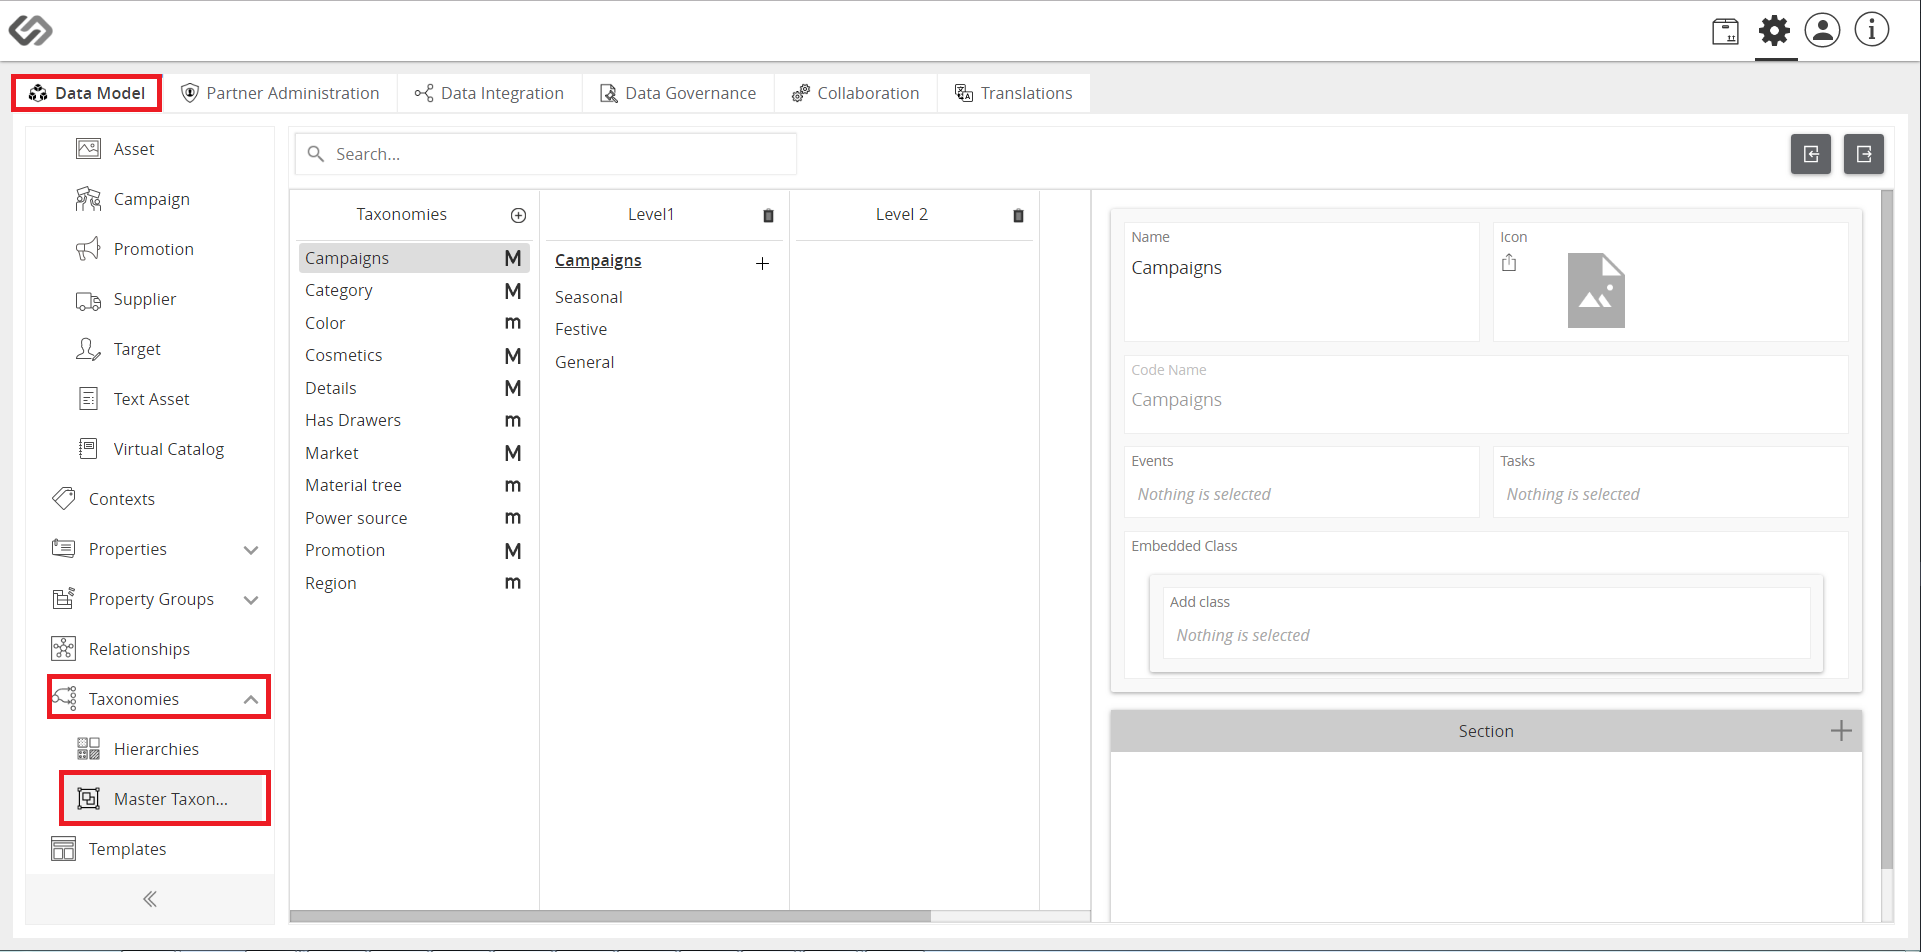 Data Model
Partner Administration
Data Integration
Data Governance
Collaboration
Translations
Asset
Campaign
Promotion
Supplier
Target
Text Asset
Virtual Catalog
Contexts
Properties
Property Groups
Relationships
Taxonomies
Hierarchies
Master Taxon...
Templates
Search...
Taxonomies
Campaigns M
Category M
Color m
Cosmetics M
Details M
Has Drawers m
Market M
Material tree m
Power source m
Promotion M
Region m
Level1
Campaigns
Seasonal
Festive
General
Level 2
Name
Campaigns
Icon
Code Name
Campaigns
Events
Nothing is selected
Tasks
Nothing is selected
Embedded Class
Add class
Nothing is selected
Section